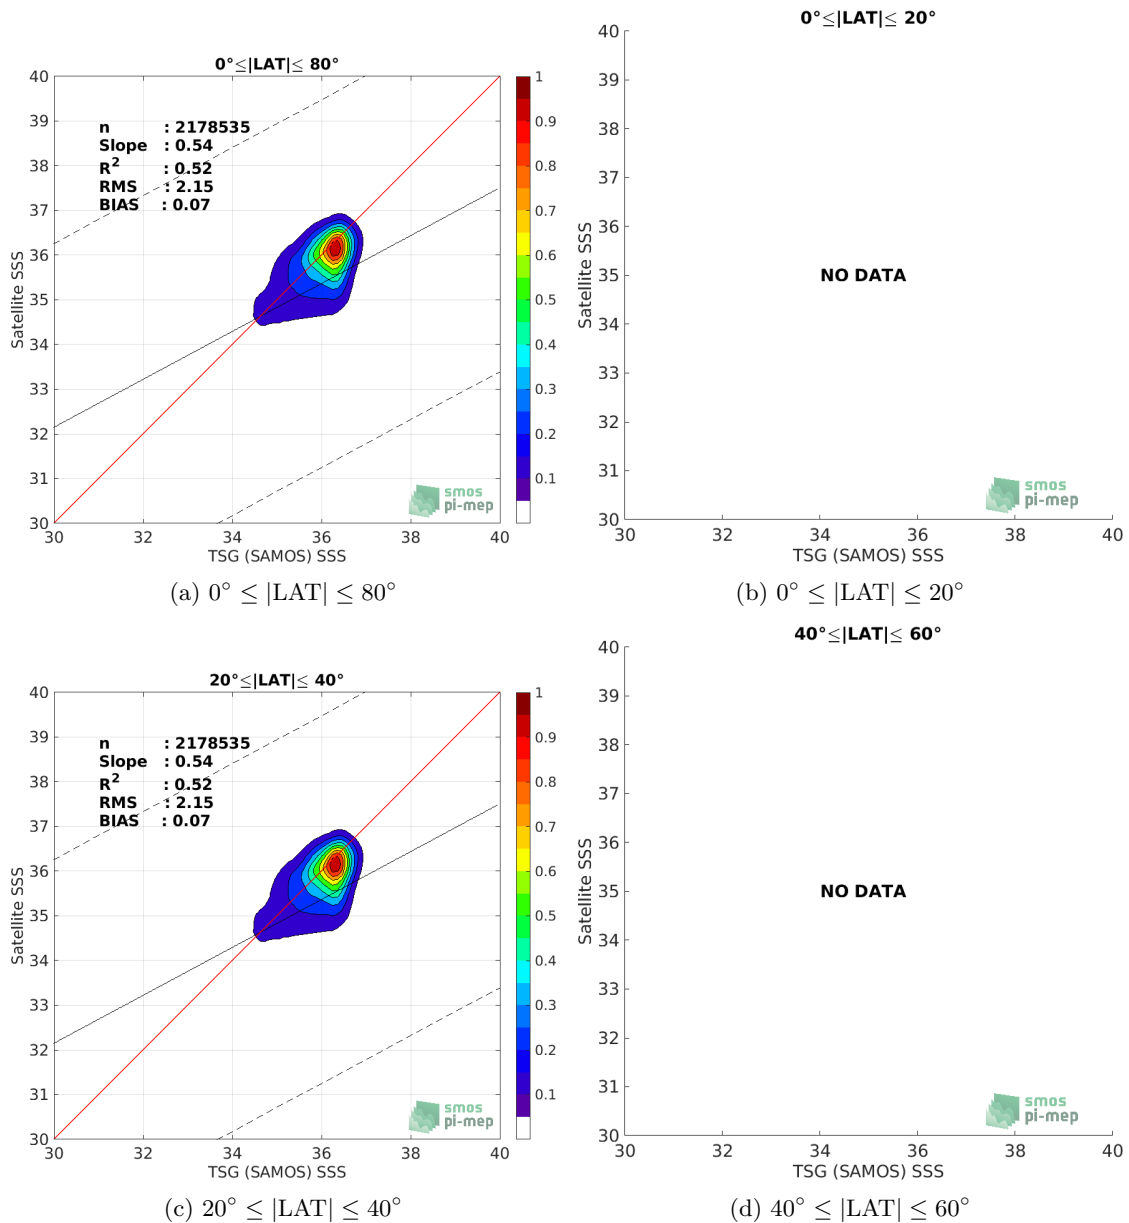 0°≤|LAT|≤ 80°
40
39
38
37
36
35
34
33
32
31
30
Satellite SSS
n : 2178535
Slope : 0.54
R² : 0.52
RMS : 2.15
BIAS : 0.07
smos
pi-mep
1
0.9
0.8
0.7
0.6
0.5
0.4
0.3
0.2
0.1
30 32 34 36 38 40
TSG (SAMOS) SSS
(a) 0° ≤ |LAT| ≤ 80°
0°≤|LAT|≤ 20°
40
39
38
37
36
35
34
33
32
31
30
Satellite SSS
NO DATA
smos
pi-mep
30 32 34 36 38 40
TSG (SAMOS) SSS
(b) 0° ≤ |LAT| ≤ 20°
20°≤|LAT|≤ 40°
40
39
38
37
36
35
34
33
32
31
30
Satellite SSS
n : 2178535
Slope : 0.54
R² : 0.52
RMS : 2.15
BIAS : 0.07
smos
pi-mep
1
0.9
0.8
0.7
0.6
0.5
0.4
0.3
0.2
0.1
30 32 34 36 38 40
TSG (SAMOS) SSS
(c) 20° ≤ |LAT| ≤ 40°
40°≤|LAT|≤ 60°
40
39
38
37
36
35
34
33
32
31
30
Satellite SSS
NO DATA
smos
pi-mep
30 32 34 36 38 40
TSG (SAMOS) SSS
(d) 40° ≤ |LAT| ≤ 60°